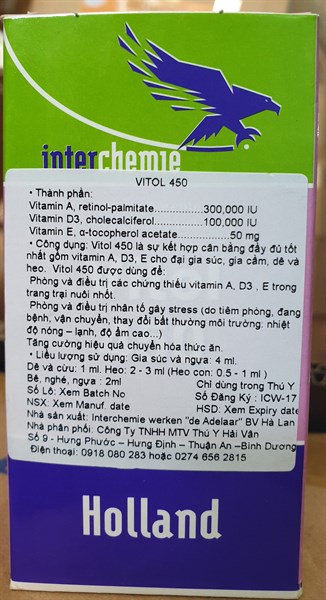 interchemie
VITOL 450
• Thành phần:
Vitamin A, retinol-palmitate..................300,000 IU
Vitamin D3, cholecalciferol..................100,000 IU
Vitamin E, α-tocopherol acetate..................50 mg
• Công dụng: Vitol 450 là sự kết hợp cân bằng đầy đủ tốt
nhất gồm vitamin A, D3, E cho đại gia súc, gia cầm, dê và
heo. Vitol 450 được dùng để:
Phòng và điều trị các chứng thiếu vitamin A, D3 , E trong
trang trại nuôi nhốt.
Phòng và điều trị nhân tố gây stress (do tiêm phòng, đang
bệnh, vận chuyển, thay đổi bất thường môi trường: nhiệt
độ nóng – lạnh, độ ẩm cao...)
Tăng cường hiệu quả chuyển hóa thức ăn.
• Liều lượng sử dụng: Gia súc và ngựa: 4 ml.
Dê và cừu: 1 ml. Heo: 2 - 3 ml (Heo con: 0.5 - 1 ml )
Bê, nghé, ngựa : 2ml Chỉ dùng trong Thú Y
Số Lô: Xem Batch No Số Đăng Ký : ICW-17
NSX: Xem Manuf. date HSD: Xem Expiry date
Nhà sản xuất: Interchemie werken "de Adelaar" BV Hà Lan
Nhà phân phối: Công Ty TNHH MTV Thú Y Hải Vân
Số 9 - Hưng Phước – Hưng Định – Thuận An –Bình Dương
Điện thoại: 0918 080 283 hoặc 0274 656 2815
Holland